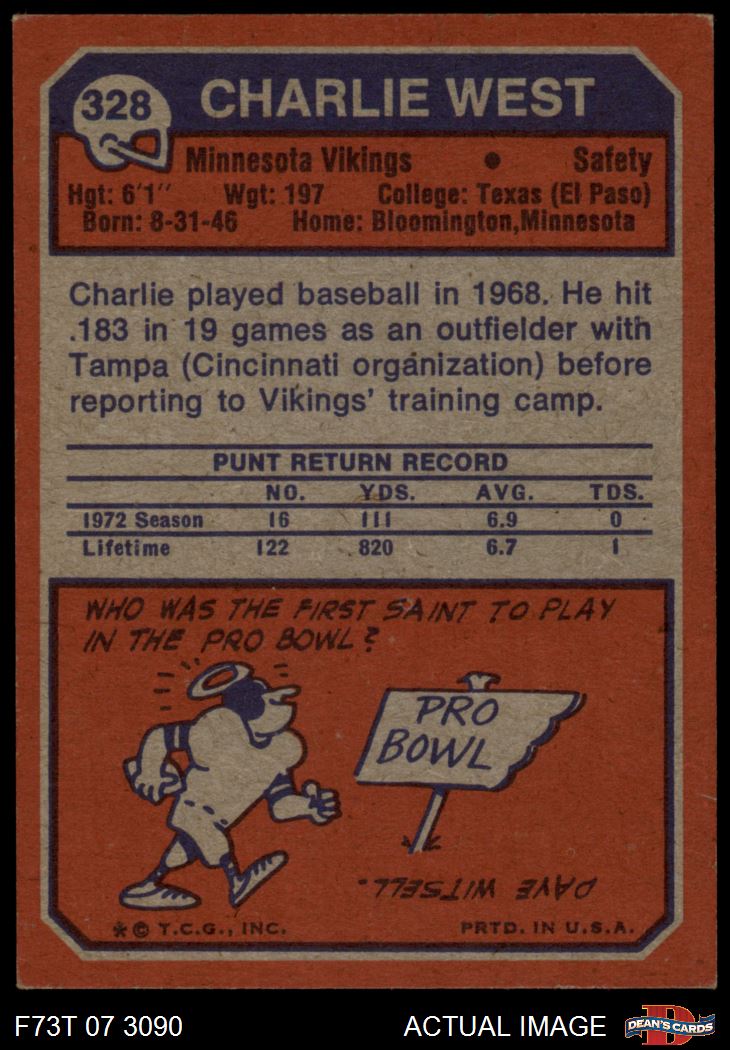 328 CHARLIE WEST
Minnesota Vikings • Safety
Hgt: 6'1" Wgt: 197 College: Texas (El Paso)
Born: 8-31-46 Home: Bloomington,Minnesota
Charlie played baseball in 1968. He hit
.183 in 19 games as an outfielder with
Tampa (Cincinnati organization) before
reporting to Vikings' training camp.
PUNT RETURN RECORD
NO. YDS. AVG. TDS.
1972 Season 16 111 6.9 0
Lifetime 122 820 6.7 1
WHO WAS THE FIRST SAINT TO PLAY
IN THE PRO BOWL?
PRO
BOWL
DAVE WITSELL.
* © T.C.G., INC. PRTD. IN U.S.A.
F73T 07 3090 ACTUAL IMAGE D DEAN'S CARDS